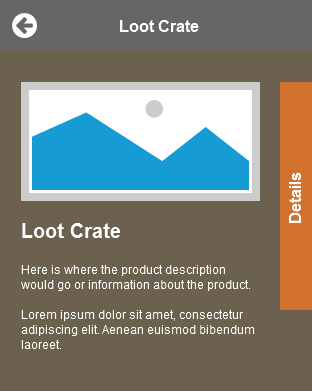 Loot Crate
Details
Loot Crate
Here is where the product description
would go or information about the product.
Lorem ipsum dolor sit amet, consectetur
adipiscing elit. Aenean euismod bibendum
laoreet.